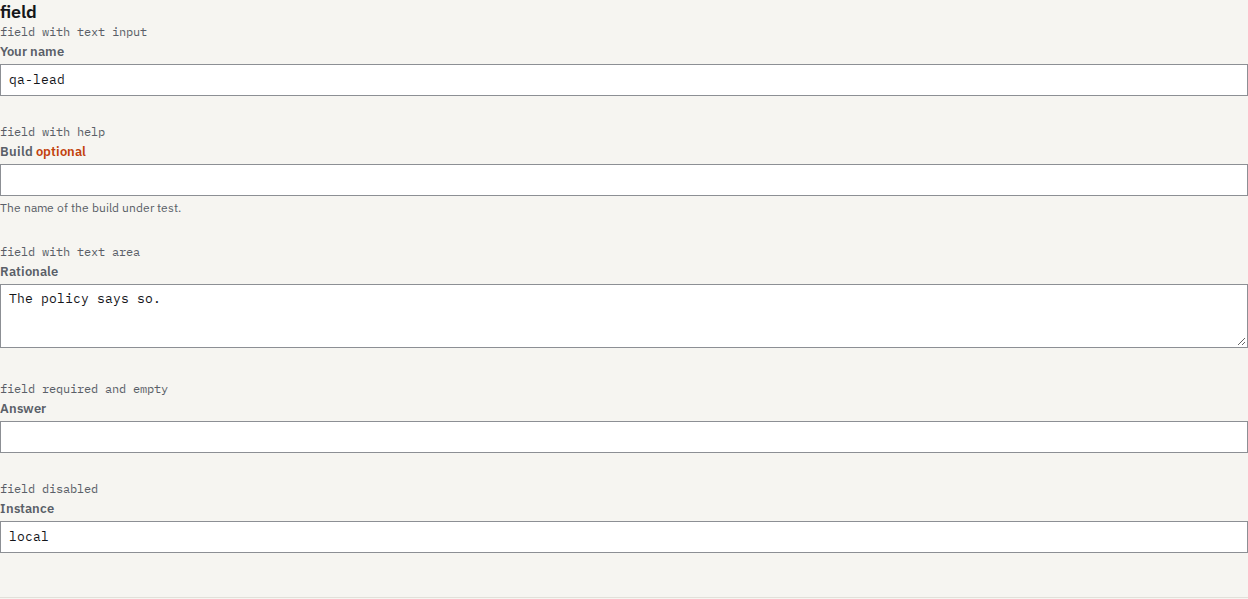 field
field with text input
Your name
qa-lead
field with help
Build optional
The name of the build under test.
field with text area
Rationale
The policy says so.
field required and empty
Answer
field disabled
Instance
local